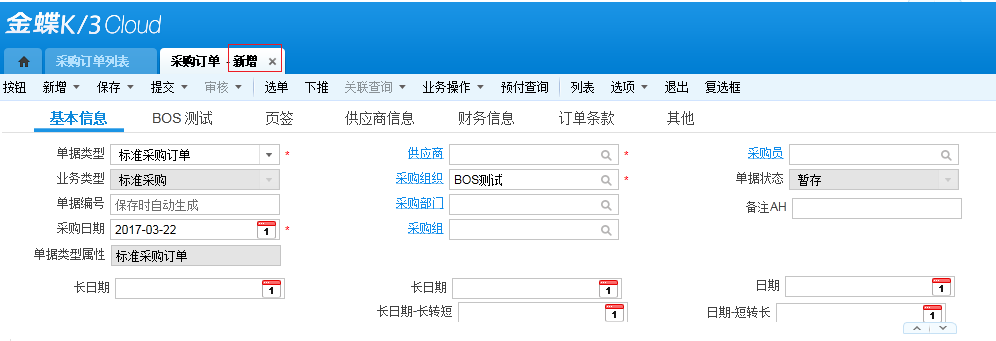 金蝶K/3 Cloud
采购订单列表 采购订单 - 新增 ×
按钮 新增 保存 提交 审核 选单 下推 关联查询 业务操作 预付查询 列表 选项 退出 复选框
基本信息 BOS 测试 页签 供应商信息 财务信息 订单条款 其他
单据类型 标准采购订单 * 供应商 * 采购员
业务类型 标准采购 采购组织 BOS测试 * 单据状态 暂存
单据编号 保存时自动生成 采购部门 备注AH
采购日期 2017-03-22 1 * 采购组
单据类型属性 标准采购订单
长日期 1 长日期 1 日期 1
长日期-长转短 1 日期-短转长 1